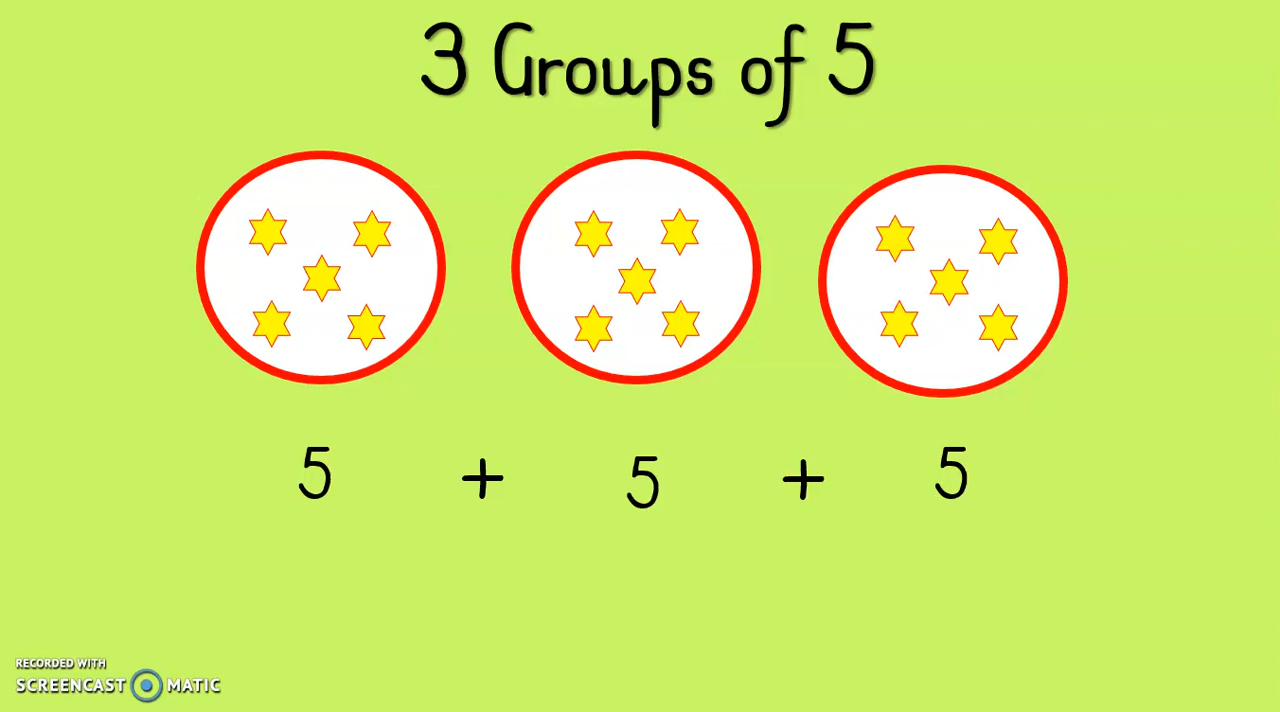 3 Groups of 5
5 + 5 + 5
RECORDED WITH
SCREENCAST MATIC